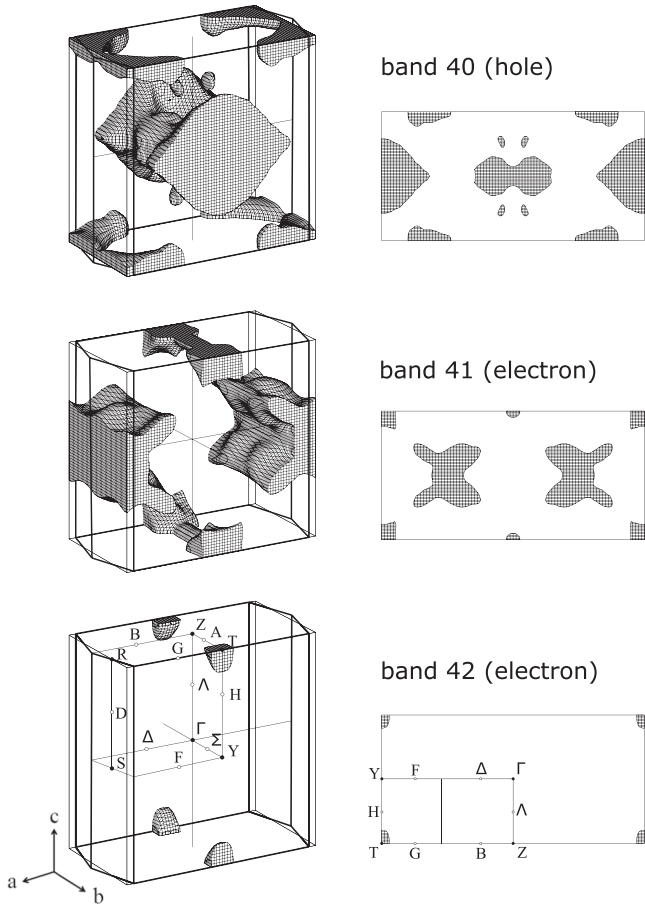 band 40 (hole)
band 41 (electron)
band 42 (electron)
Z
B
A
T
R
G
Λ
H
D
Γ
Δ
Σ
S
F
Y
c
a
b
Y F Δ Γ
H Λ
T G B Z